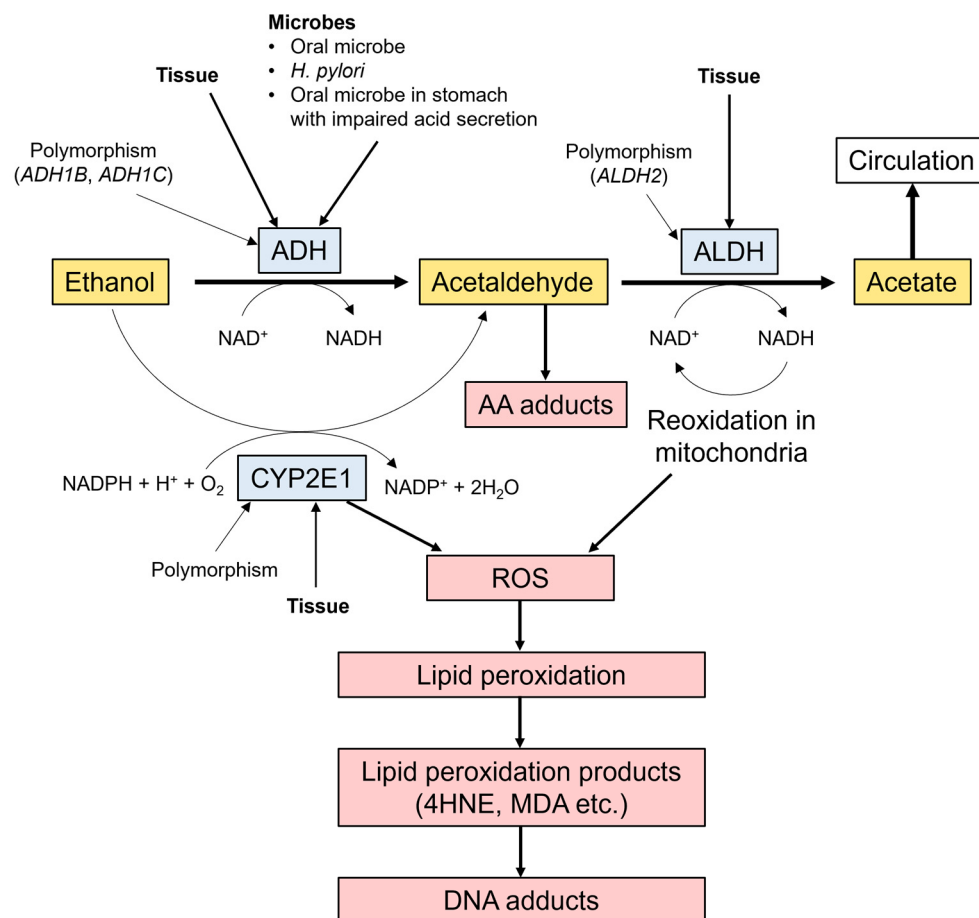 Microbes
• Oral microbe
• H. pylori
• Oral microbe in stomach
with impaired acid secretion
Tissue
Tissue
Polymorphism
(ADH1B, ADH1C)
Polymorphism
(ALDH2)
Circulation
ADH
ALDH
Ethanol
Acetaldehyde
Acetate
NAD⁺
NADH
NAD⁺
NADH
AA adducts
Reoxidation in
mitochondria
NADPH + H⁺ + O₂
CYP2E1
NADP⁺ + 2H₂O
Polymorphism
Tissue
ROS
Lipid peroxidation
Lipid peroxidation products
(4HNE, MDA etc.)
DNA adducts